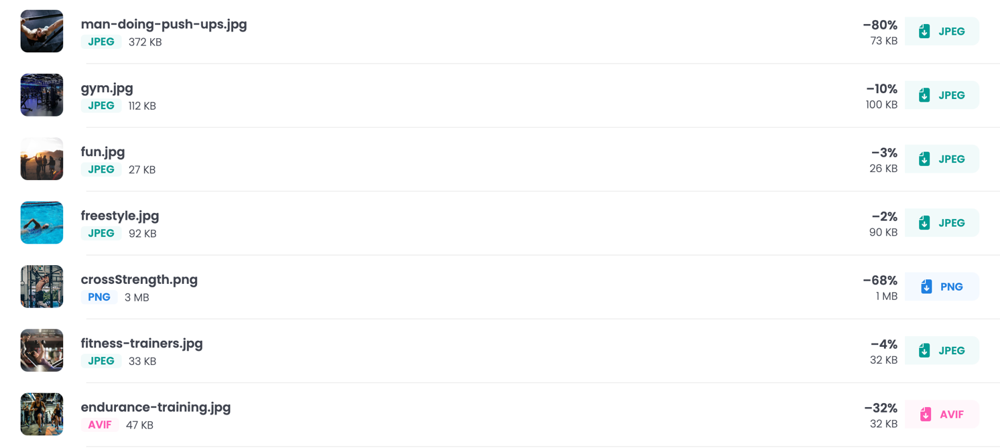 man-doing-push-ups.jpg
JPEG 372 KB
–80%
73 KB
JPEG
gym.jpg
JPEG 112 KB
–10%
100 KB
JPEG
fun.jpg
JPEG 27 KB
–3%
26 KB
JPEG
freestyle.jpg
JPEG 92 KB
–2%
90 KB
JPEG
crossStrength.png
PNG 3 MB
–68%
1 MB
PNG
fitness-trainers.jpg
JPEG 33 KB
–4%
32 KB
JPEG
endurance-training.jpg
AVIF 47 KB
–32%
32 KB
AVIF